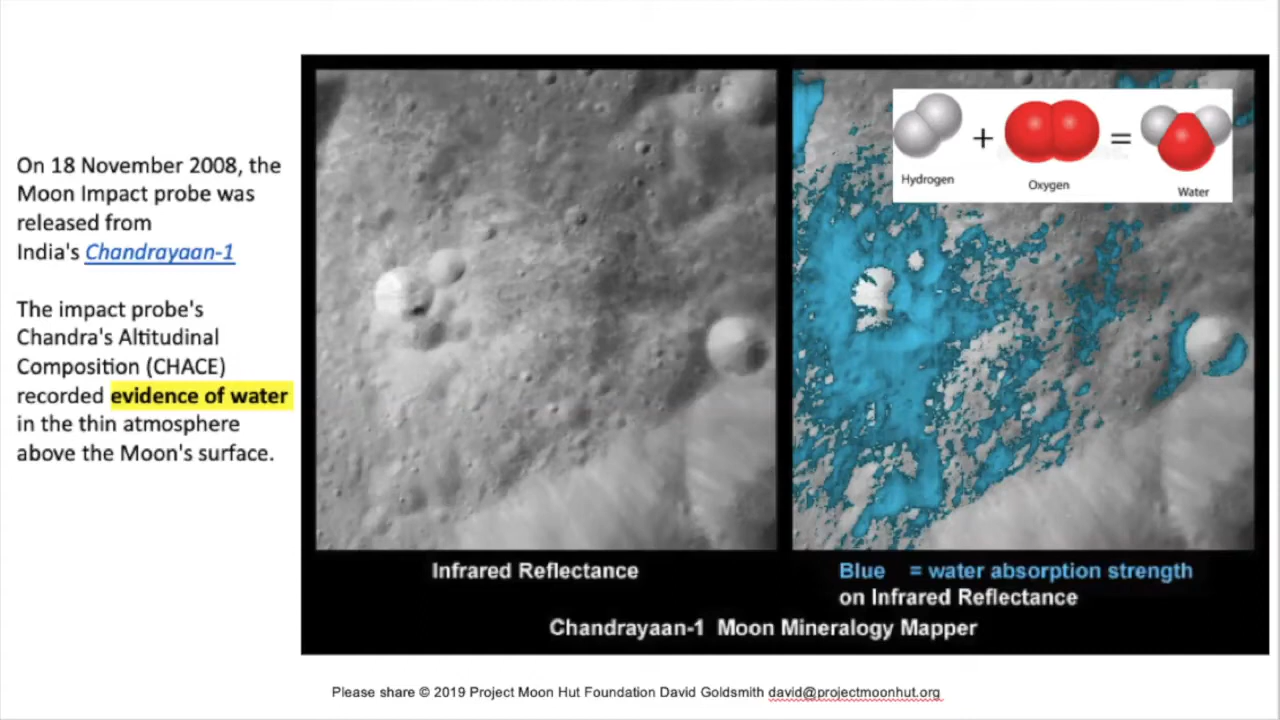 On 18 November 2008, the
Moon Impact probe was
released from
India's Chandrayaan-1
The impact probe's
Chandra's Altitudinal
Composition (CHACE)
recorded evidence of water
in the thin atmosphere
above the Moon's surface.
Hydrogen
+
Oxygen
=
Water
Infrared Reflectance
Blue = water absorption strength
on Infrared Reflectance
Chandrayaan-1 Moon Mineralogy Mapper
Please share © 2019 Project Moon Hut Foundation David Goldsmith david@projectmoonhut.org